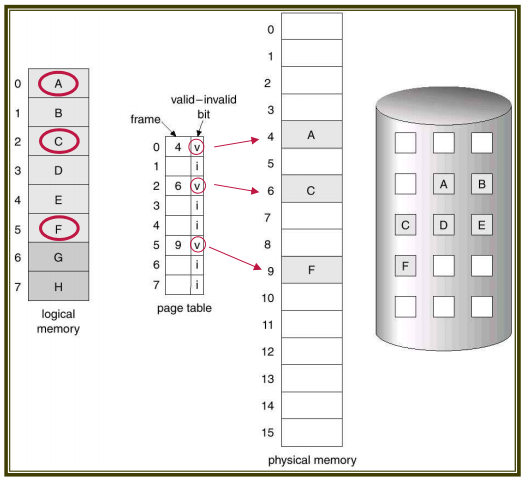 0 A
1 B
2 C
3 D
4 E
5 F
6 G
7 H
logical
memory
valid–invalid
bit
frame
0 4 v
1 i
2 6 v
3 i
4 i
5 9 v
6 i
7 i
page table
0
1
2
3
4 A
5
6 C
7
8
9 F
10
11
12
13
14
15
physical memory
A B
C D E
F